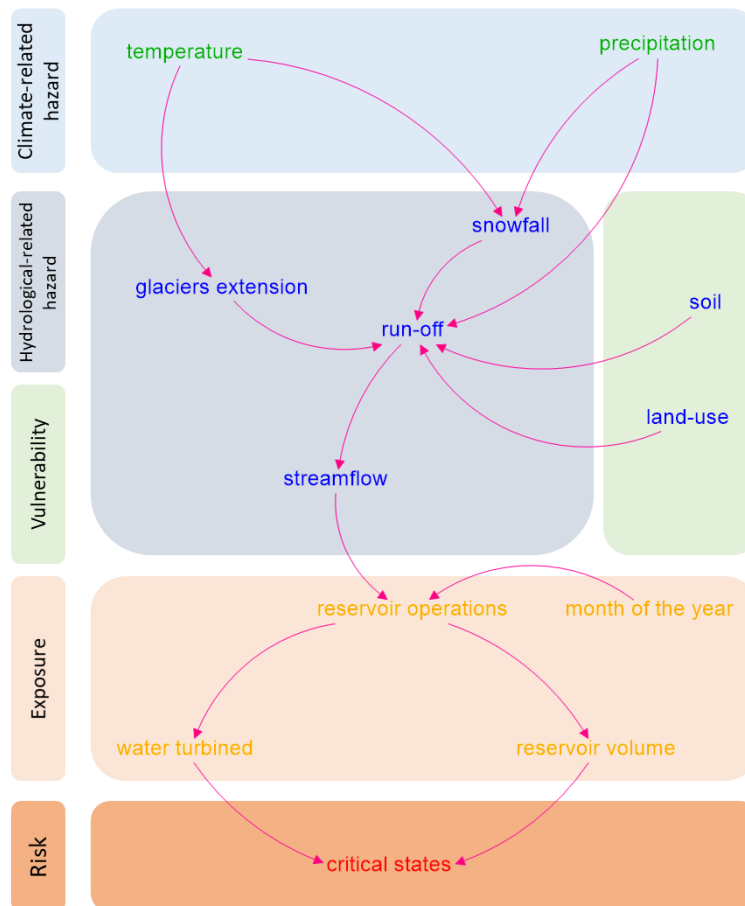 Climate-related
hazard
temperature
precipitation
Hydrological-related
hazard
snowfall
glaciers extension
run-off
soil
Vulnerability
land-use
streamflow
Exposure
reservoir operations
month of the year
water turbined
reservoir volume
Risk
critical states